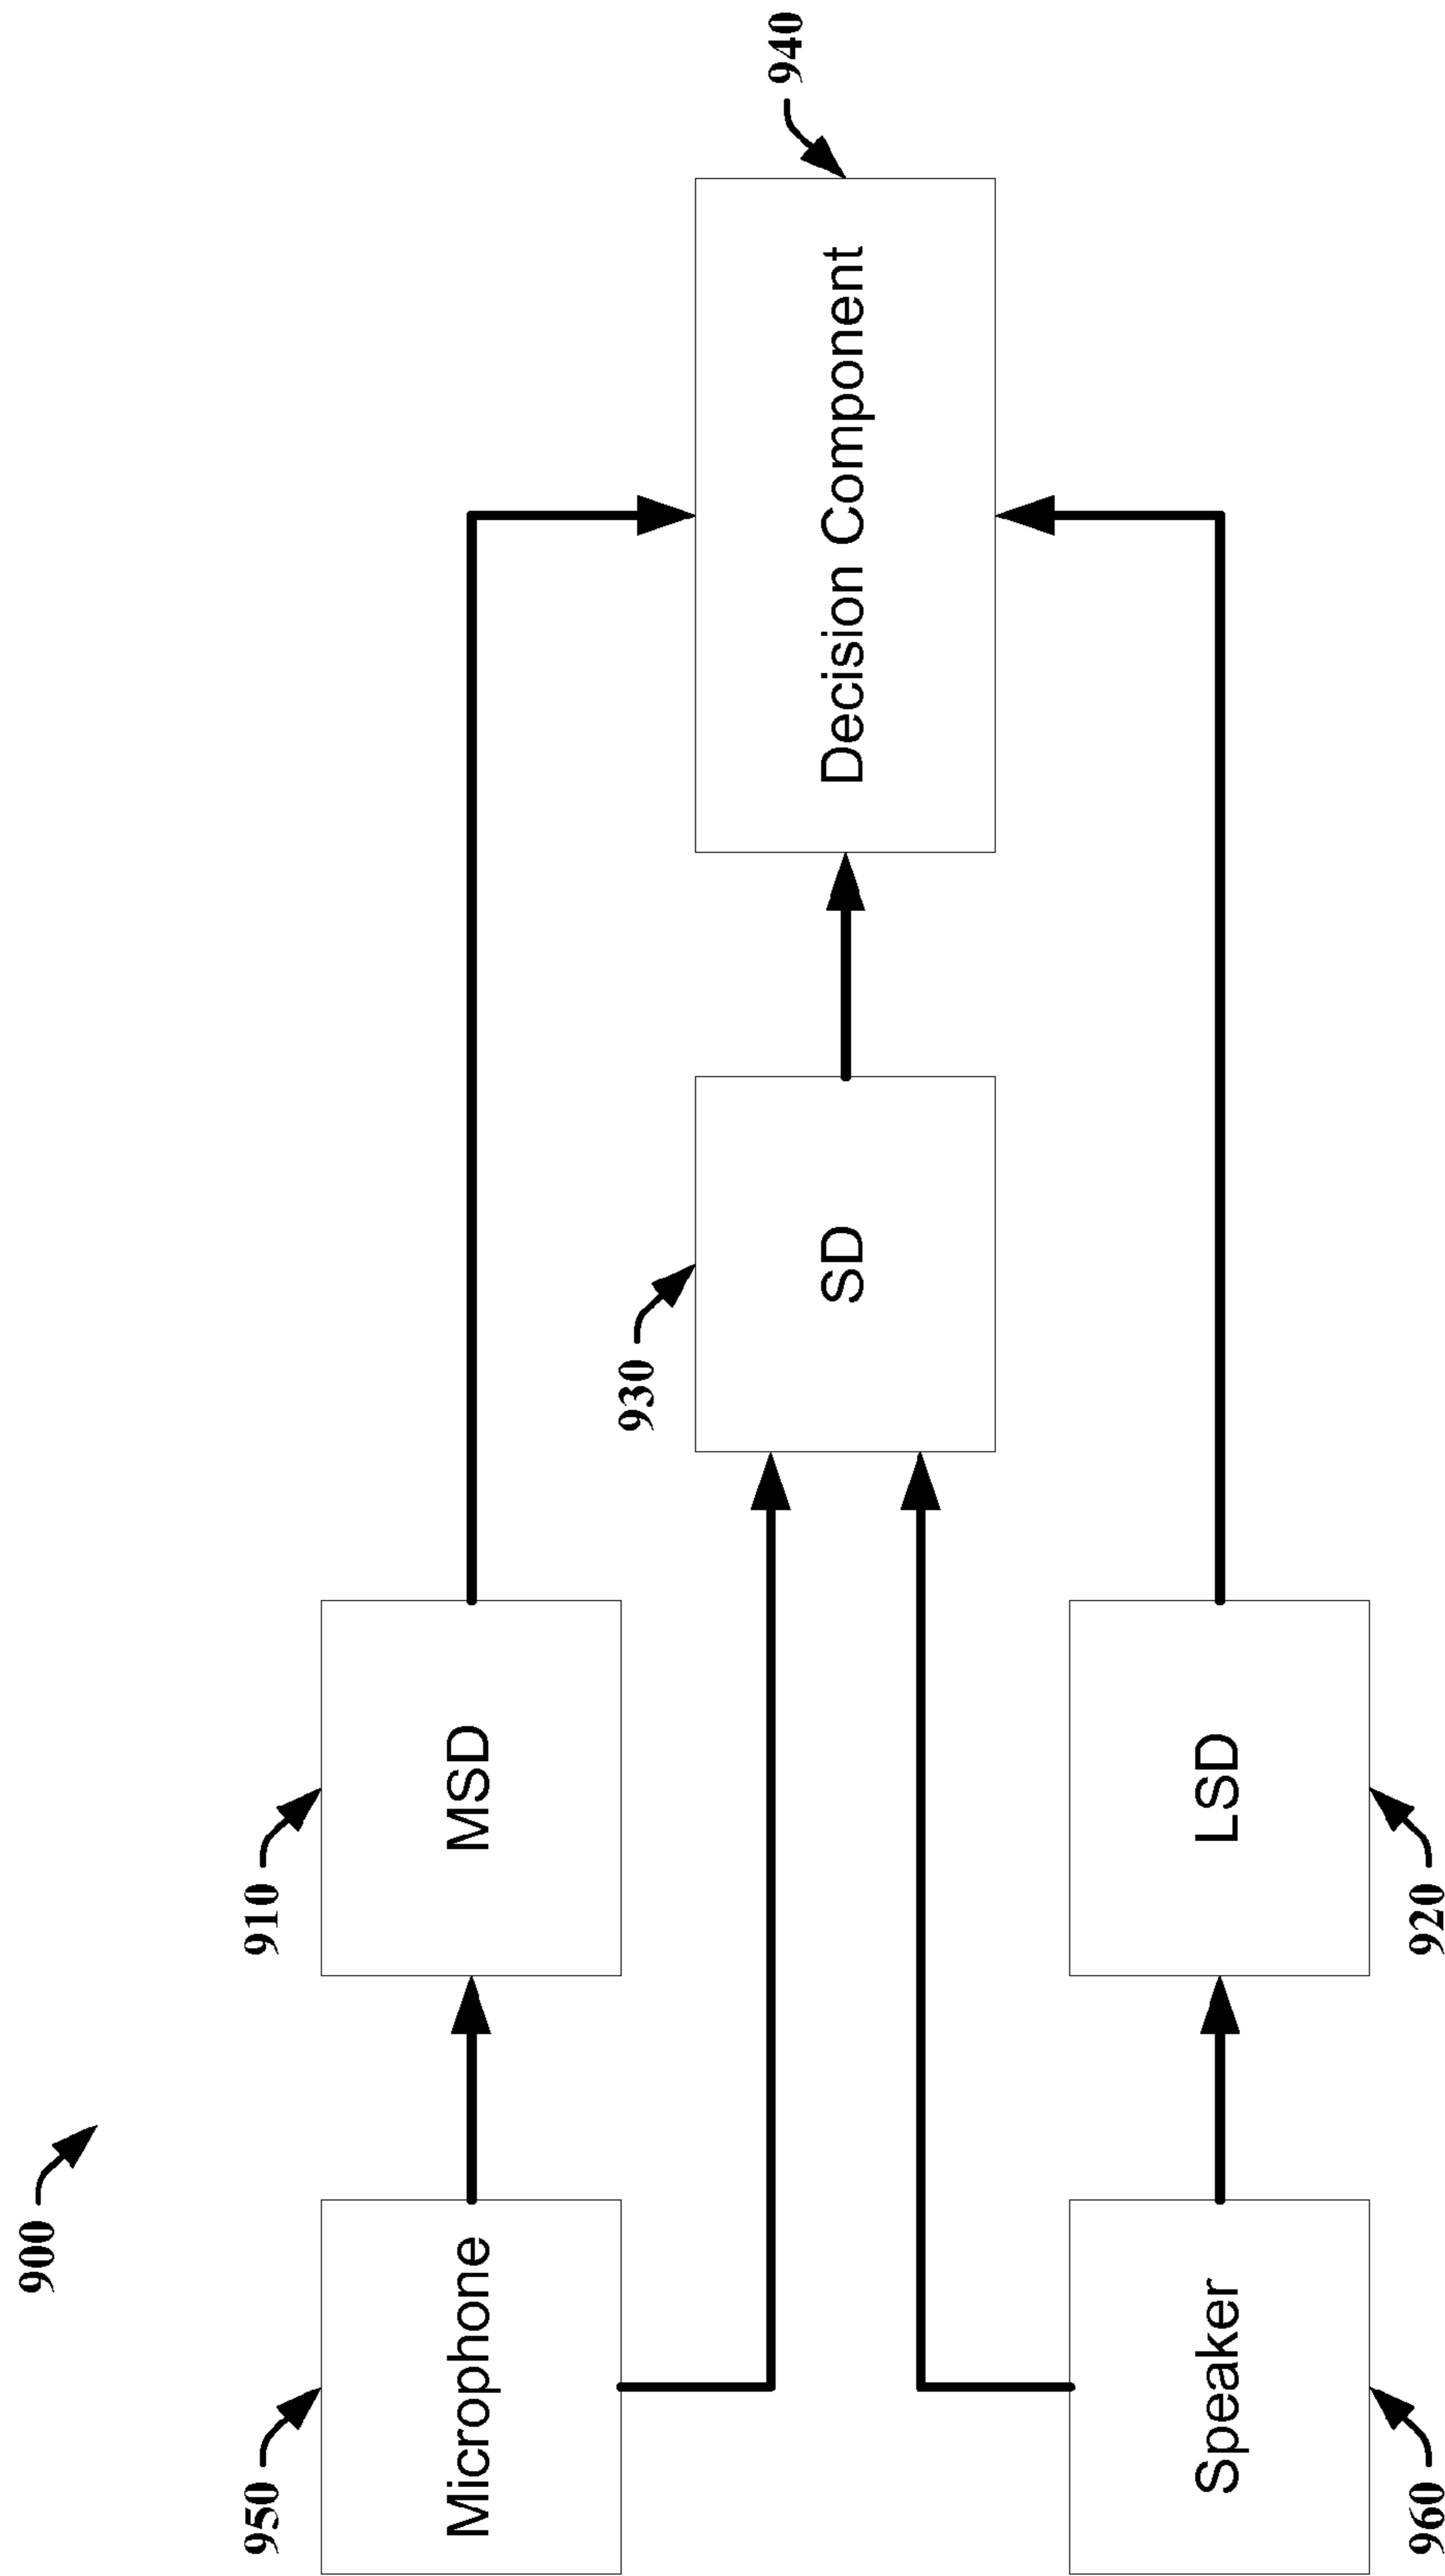 900
950
Microphone
910
MSD
930
SD
940
Decision Component
Speaker
960
LSD
920